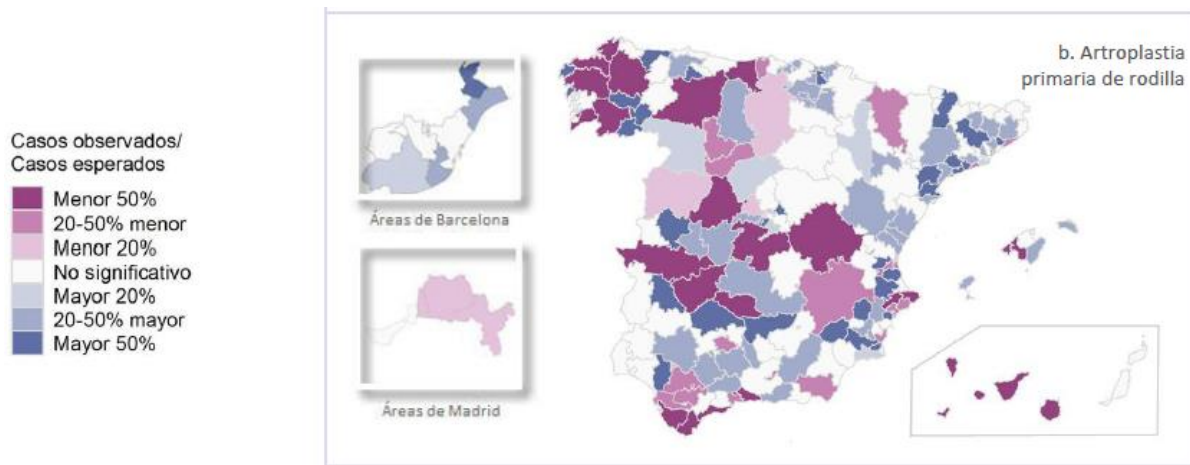 Casos observados/
Casos esperados
Menor 50%
20-50% menor
Menor 20%
No significativo
Mayor 20%
20-50% mayor
Mayor 50%
Áreas de Barcelona
Áreas de Madrid
b. Artroplastia
primaria de rodilla